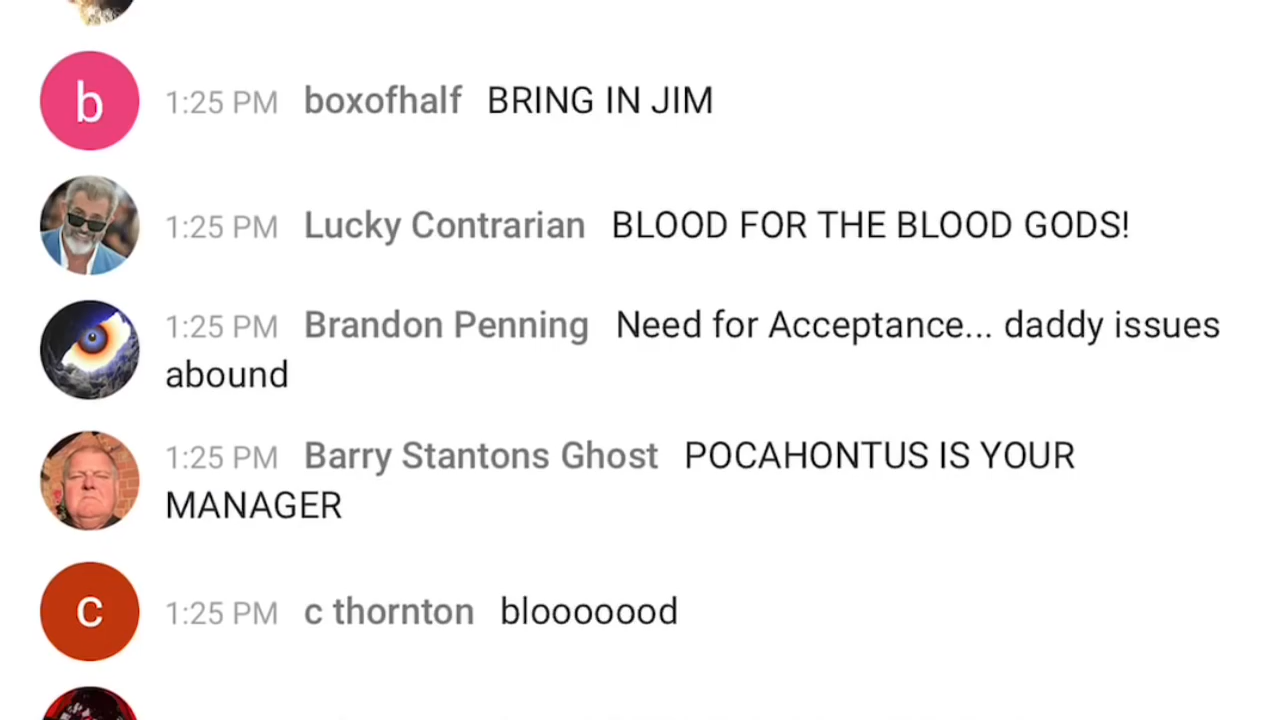 b 1:25 PM boxofhalf BRING IN JIM
1:25 PM Lucky Contrarian BLOOD FOR THE BLOOD GODS!
1:25 PM Brandon Penning Need for Acceptance... daddy issues
abound
1:25 PM Barry Stantons Ghost POCAHONTUS IS YOUR
MANAGER
c 1:25 PM c thornton blooooood